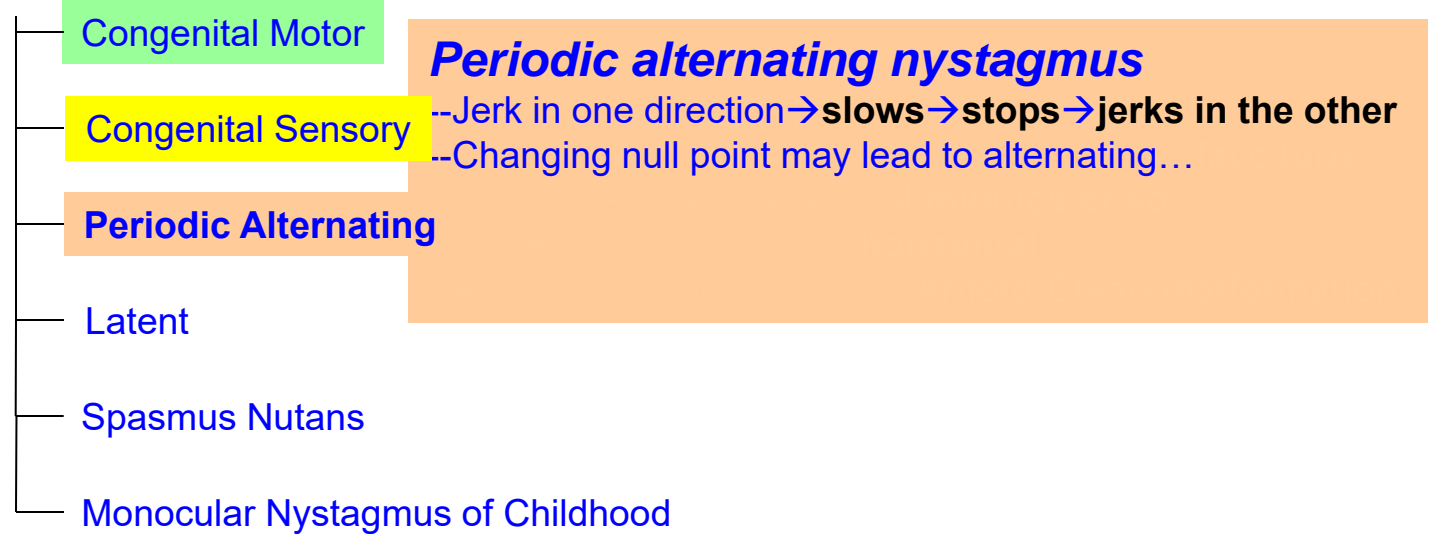 Congenital Motor
Periodic alternating nystagmus
--Jerk in one direction→slows→stops→jerks in the other
Congenital Sensory
--Changing null point may lead to alternating…
Periodic Alternating
Latent
Spasmus Nutans
Monocular Nystagmus of Childhood